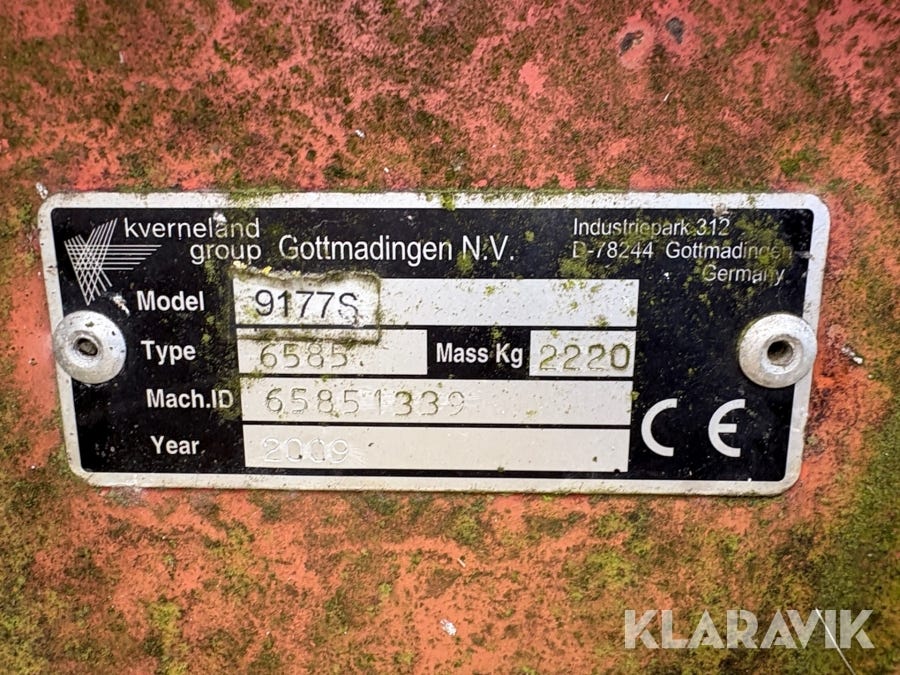 kverneland
group Gottmadingen N.V.
Industriepark 312
D-78244 Gottmadingen
Germany
Model 9177S
Type 6585 Mass Kg 2220
Mach.ID 65851339
Year 2009
CE
KLARAVIK